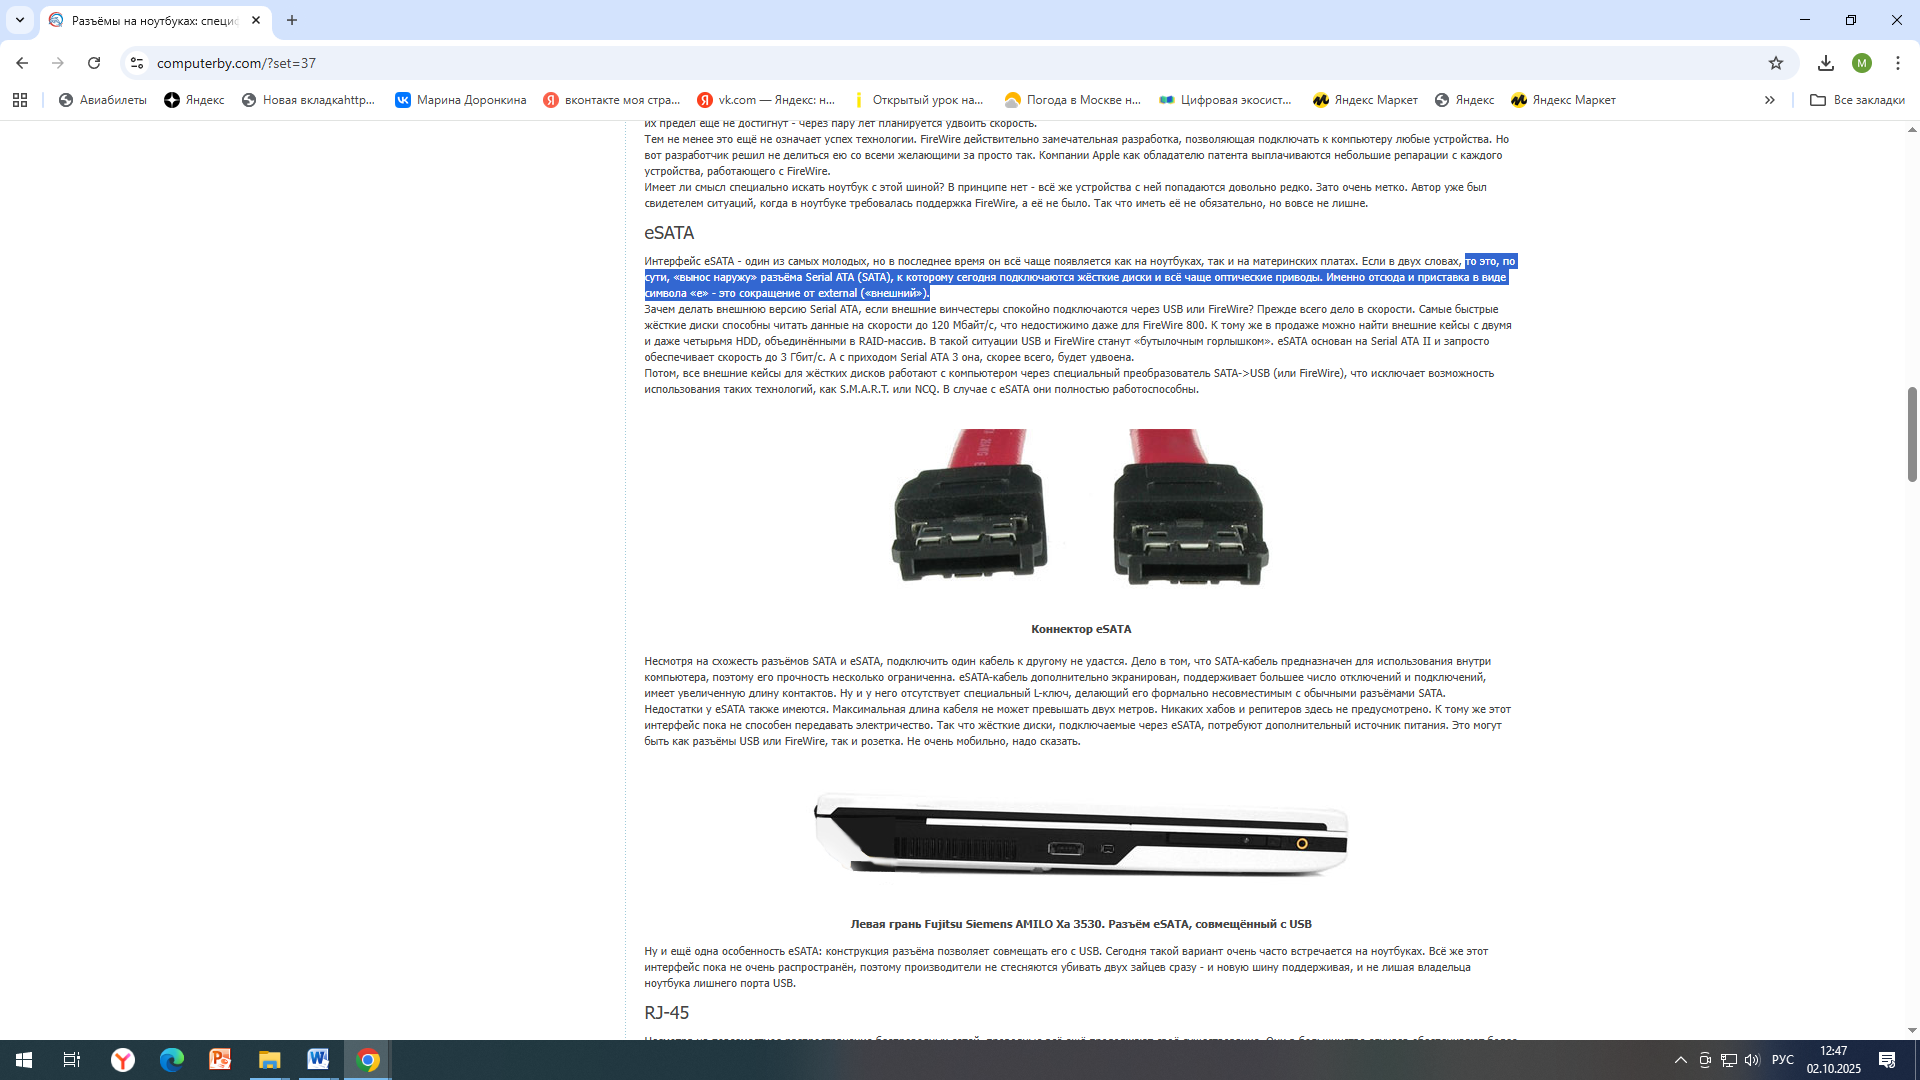 Разъёмы на ноутбуках: специф
computerby.com/?set=37
M
Авиабилеты
Яндекс
Новая вкладкаhttp...
Марина Доронкина
вконтакте моя стра...
vk.com — Яндекс: н...
Открытый урок на...
Погода в Москве н...
Цифровая экосист...
Яндекс Маркет
Яндекс
Яндекс Маркет
Все закладки
их предел ещё не достигнут - через пару лет планируется удвоить скорость.
Тем не менее это ещё не означает успех технологии. FireWire действительно замечательная разработка, позволяющая подключать к компьютеру любые устройства. Но
вот разработчик решил не делиться ею со всеми желающими за просто так. Компании Apple как обладателю патента выплачиваются небольшие репарации с каждого
устройства, работающего с FireWire.
Имеет ли смысл специально искать ноутбук с этой шиной? В принципе нет - всё же устройства с ней попадаются довольно редко. Зато очень метко. Автор уже был
свидетелем ситуаций, когда в ноутбуке требовалась поддержка FireWire, а её не было. Так что иметь её не обязательно, но вовсе не лишне.
eSATA
Интерфейс eSATA - один из самых молодых, но в последнее время он всё чаще появляется как на ноутбуках, так и на материнских платах. Если в двух словах, то это, по
сути, «вынос наружу» разъёма Serial ATA (SATA), к которому сегодня подключаются жёсткие диски и всё чаще оптические приводы. Именно отсюда и приставка в виде
символа «e» - это сокращение от external («внешний»).
Зачем делать внешнюю версию Serial ATA, если внешние винчестеры спокойно подключаются через USB или FireWire? Прежде всего дело в скорости. Самые быстрые
жёсткие диски способны читать данные на скорости до 120 Мбайт/с, что недостижимо даже для FireWire 800. К тому же в продаже можно найти внешние кейсы с двумя
и даже четырьмя HDD, объединёнными в RAID-массив. В такой ситуации USB и FireWire станут «бутылочным горлышком». eSATA основан на Serial ATA II и запросто
обеспечивает скорость до 3 Гбит/с. А с приходом Serial ATA 3 она, скорее всего, будет удвоена.
Потом, все внешние кейсы для жёстких дисков работают с компьютером через специальный преобразователь SATA->USB (или FireWire), что исключает возможность
использования таких технологий, как S.M.A.R.T. или NCQ. В случае с eSATA они полностью работоспособны.
Коннектор eSATA
Несмотря на схожесть разъёмов SATA и eSATA, подключить один кабель к другому не удастся. Дело в том, что SATA-кабель предназначен для использования внутри
компьютера, поэтому его прочность несколько ограниченна. eSATA-кабель дополнительно экранирован, поддерживает большее число отключений и подключений,
имеет увеличенную длину контактов. Ну и у него отсутствует специальный L-ключ, делающий его формально несовместимым с обычными разъёмами SATA.
Недостатки у eSATA также имеются. Максимальная длина кабеля не может превышать двух метров. Никаких хабов и репитеров здесь не предусмотрено. К тому же этот
интерфейс пока не способен передавать электричество. Так что жёсткие диски, подключаемые через eSATA, потребуют дополнительный источник питания. Это могут
быть как разъёмы USB или FireWire, так и розетка. Не очень мобильно, надо сказать.
Левая грань Fujitsu Siemens AMILO Xa 3530. Разъём eSATA, совмещённый с USB
Ну и ещё одна особенность eSATA: конструкция разъёма позволяет совмещать его с USB. Сегодня такой вариант очень часто встречается на ноутбуках. Всё же этот
интерфейс пока не очень распространён, поэтому производители не стесняются убивать двух зайцев сразу - и новую шину поддерживая, и не лишая владельца
ноутбука лишнего порта USB.
RJ-45
РУС
12:47
02.10.2025